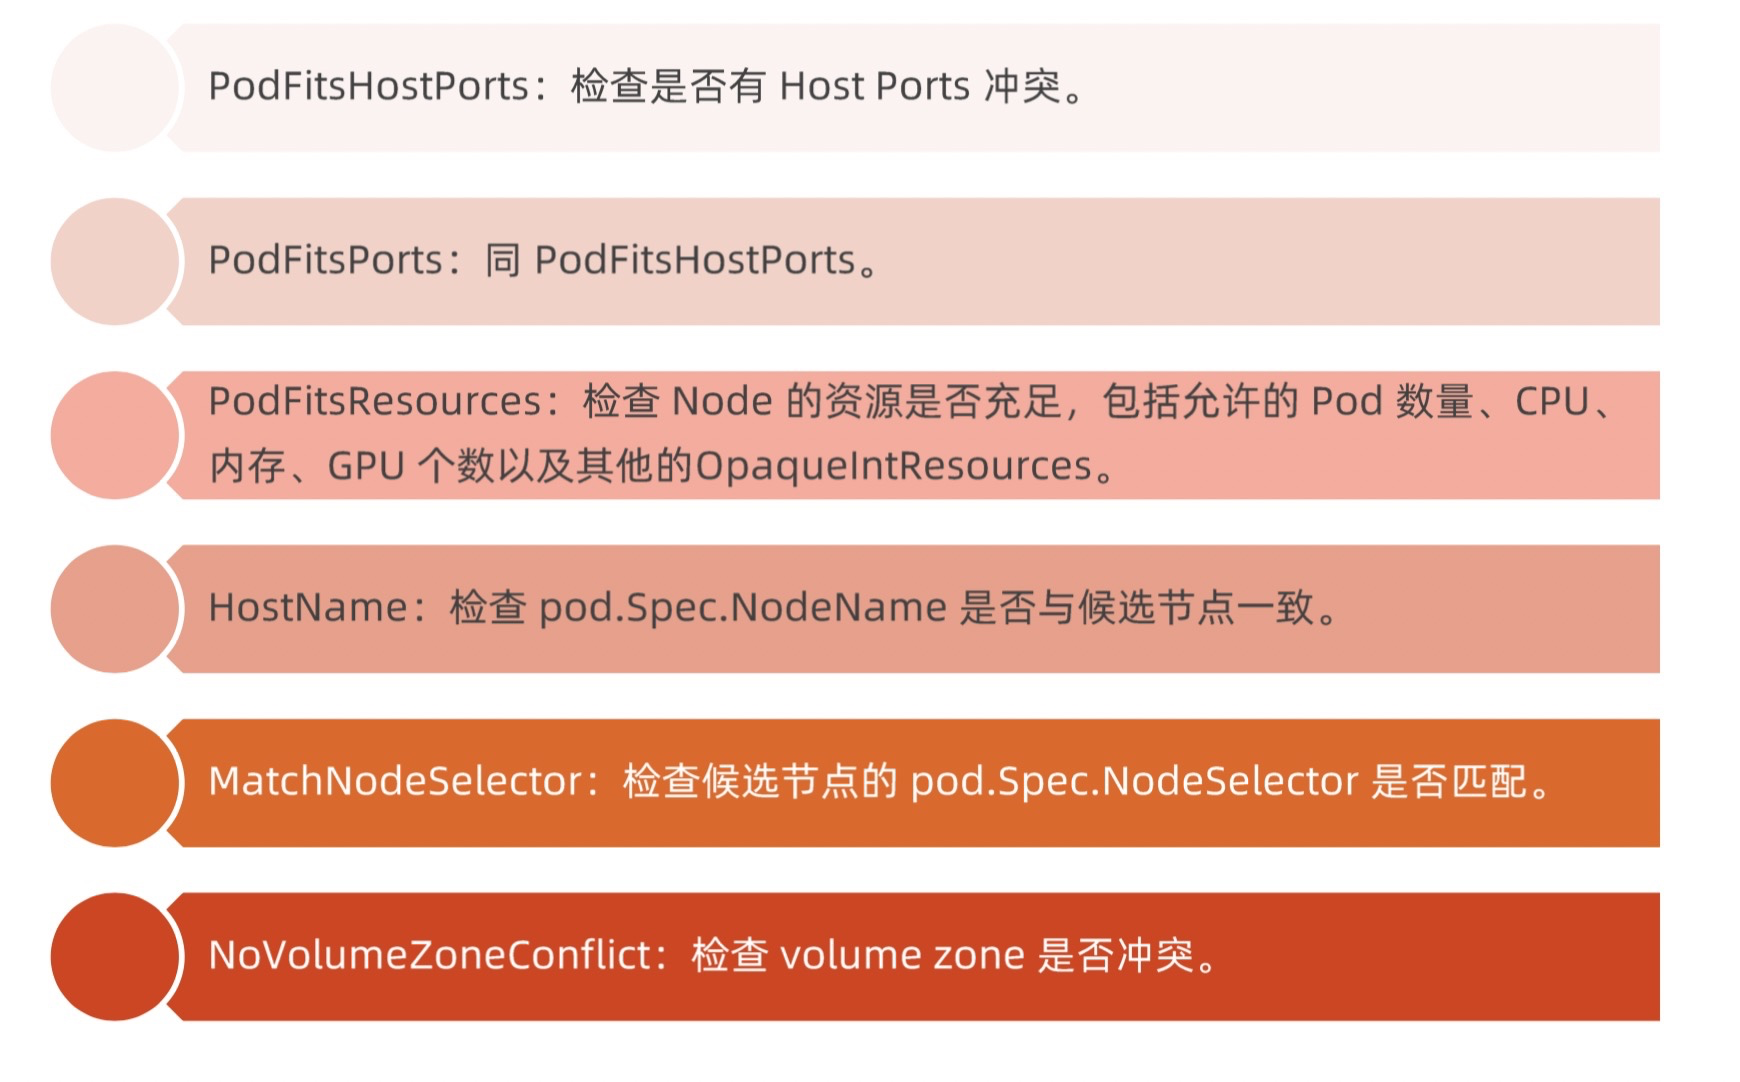 PodFitsHostPorts：检查是否有 Host Ports 冲突。
PodFitsPorts：同 PodFitsHostPorts。
PodFitsResources：检查 Node 的资源是否充足，包括允许的 Pod 数量、CPU、
内存、GPU 个数以及其他的OpaqueIntResources。
HostName：检查 pod.Spec.NodeName 是否与候选节点一致。
MatchNodeSelector：检查候选节点的 pod.Spec.NodeSelector 是否匹配。
NoVolumeZoneConflict：检查 volume zone 是否冲突。